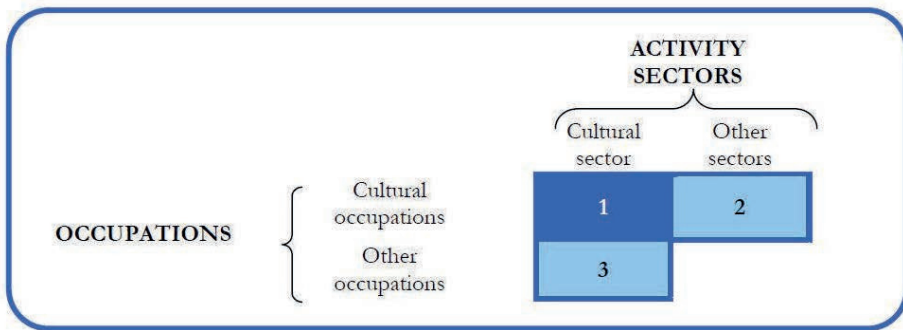 ACTIVITY
SECTORS
Cultural
sector
Other
sectors
Cultural
occupations
1
2
OCCUPATIONS
Other
occupations
3